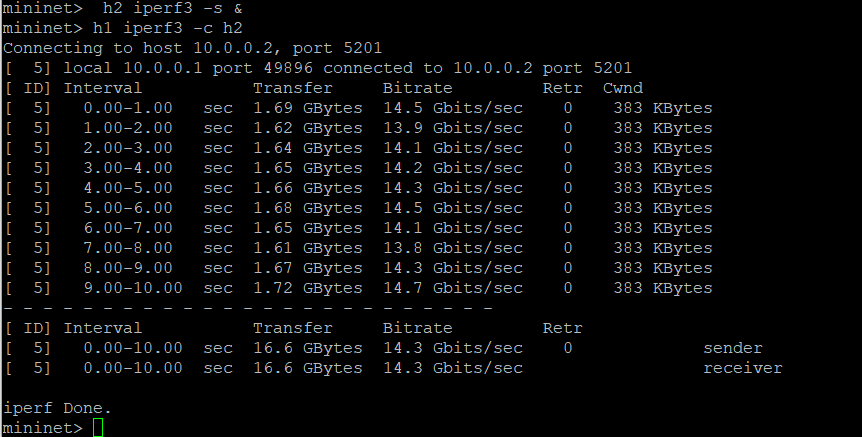 mininet>  h2 iperf3 -s &
mininet> h1 iperf3 -c h2
Connecting to host 10.0.0.2, port 5201
[  5] local 10.0.0.1 port 49896 connected to 10.0.0.2 port 5201
[ ID] Interval           Transfer     Bitrate         Retr  Cwnd
[  5]   0.00-1.00   sec  1.69 GBytes  14.5 Gbits/sec    0    383 KBytes
[  5]   1.00-2.00   sec  1.62 GBytes  13.9 Gbits/sec    0    383 KBytes
[  5]   2.00-3.00   sec  1.64 GBytes  14.1 Gbits/sec    0    383 KBytes
[  5]   3.00-4.00   sec  1.65 GBytes  14.2 Gbits/sec    0    383 KBytes
[  5]   4.00-5.00   sec  1.66 GBytes  14.3 Gbits/sec    0    383 KBytes
[  5]   5.00-6.00   sec  1.68 GBytes  14.5 Gbits/sec    0    383 KBytes
[  5]   6.00-7.00   sec  1.65 GBytes  14.1 Gbits/sec    0    383 KBytes
[  5]   7.00-8.00   sec  1.61 GBytes  13.8 Gbits/sec    0    383 KBytes
[  5]   8.00-9.00   sec  1.67 GBytes  14.3 Gbits/sec    0    383 KBytes
[  5]   9.00-10.00  sec  1.72 GBytes  14.7 Gbits/sec    0    383 KBytes
- - - - - - - - - - - - - - - - - - - - - - - - -
[ ID] Interval           Transfer     Bitrate         Retr
[  5]   0.00-10.00  sec  16.6 GBytes  14.3 Gbits/sec    0             sender
[  5]   0.00-10.00  sec  16.6 GBytes  14.3 Gbits/sec                  receiver

iperf Done.
mininet>